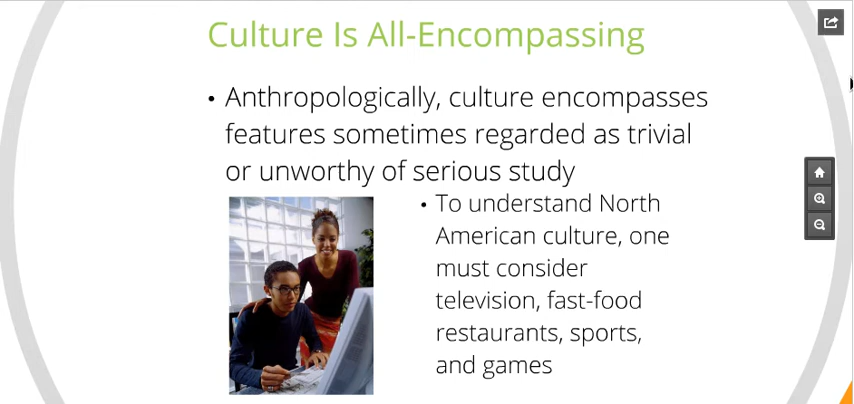 Culture Is All-Encompassing
• Anthropologically, culture encompasses
features sometimes regarded as trivial
or unworthy of serious study
• To understand North
American culture, one
must consider
television, fast-food
restaurants, sports,
and games